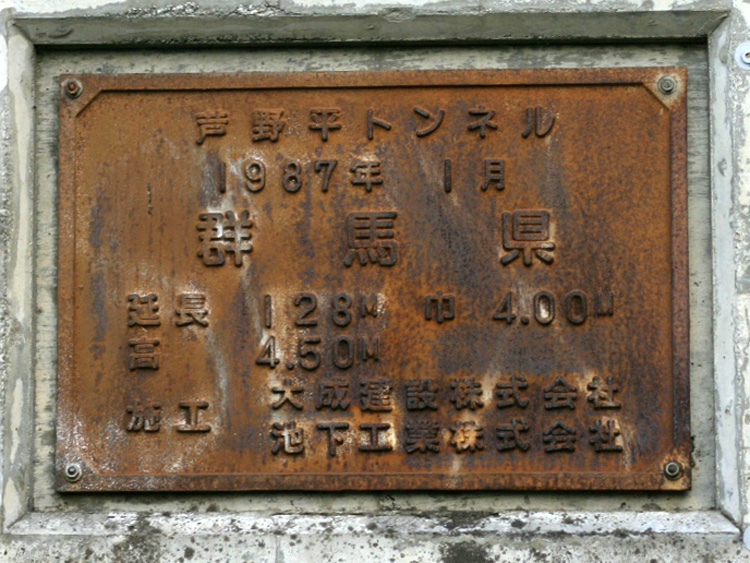 芦野平トンネル
1987年 1月
群馬県
延長 128M 巾 4.00M
高 4.50M
施工 大成建設株式会社
池下工業株式会社